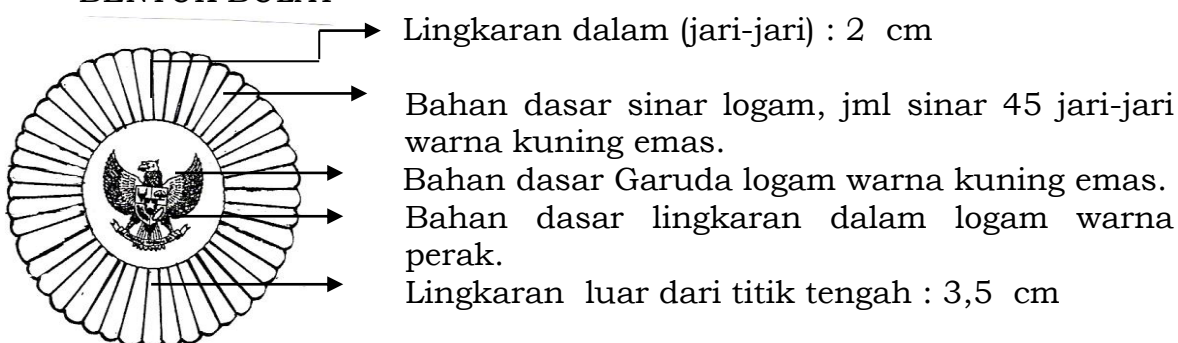 Lingkaran dalam (jari-jari) : 2 cm
Bahan dasar sinar logam, jml sinar 45 jari-jari
warna kuning emas.
Bahan dasar Garuda logam warna kuning emas.
Bahan dasar lingkaran dalam logam warna
perak.
Lingkaran luar dari titik tengah : 3,5 cm